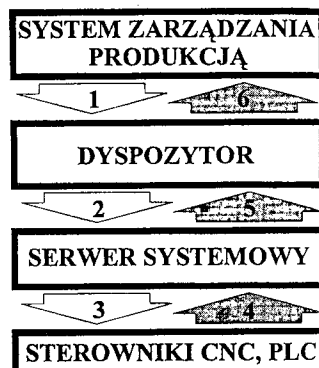 SYSTEM ZARZĄDZANIA
PRODUKCJĄ
1 6
DYSPOZYTOR
2 5
SERWER SYSTEMOWY
3 4
STEROWNIKI CNC, PLC